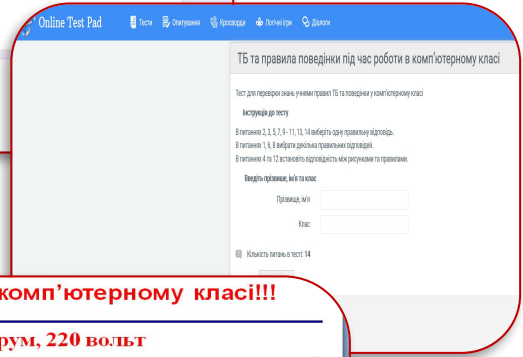 Online Test Pad Тести Опитування Кросворди Логічні ігри Діалоги
ТБ та правила поведінки під час роботи в комп'ютерному класі
Тест для перевірки знань учнями правил ТБ та поведінки у комп'ютерному класі
Інструкція до тесту
В питаннях 2, 3, 5, 7, 9 - 11, 13, 14 виберіть одну правильну відповідь.
В питаннях 1, 6, 8 вибрати декілька правильних відповідей.
В питаннях 4 та 12 встановіть відповідність між рисунками та правилами.
Введіть прізвище, ім'я та клас
Прізвище, ім'я
Клас
Кількість питань в тесті: 14
комп’ютерному класі!!!
рум, 220 вольт